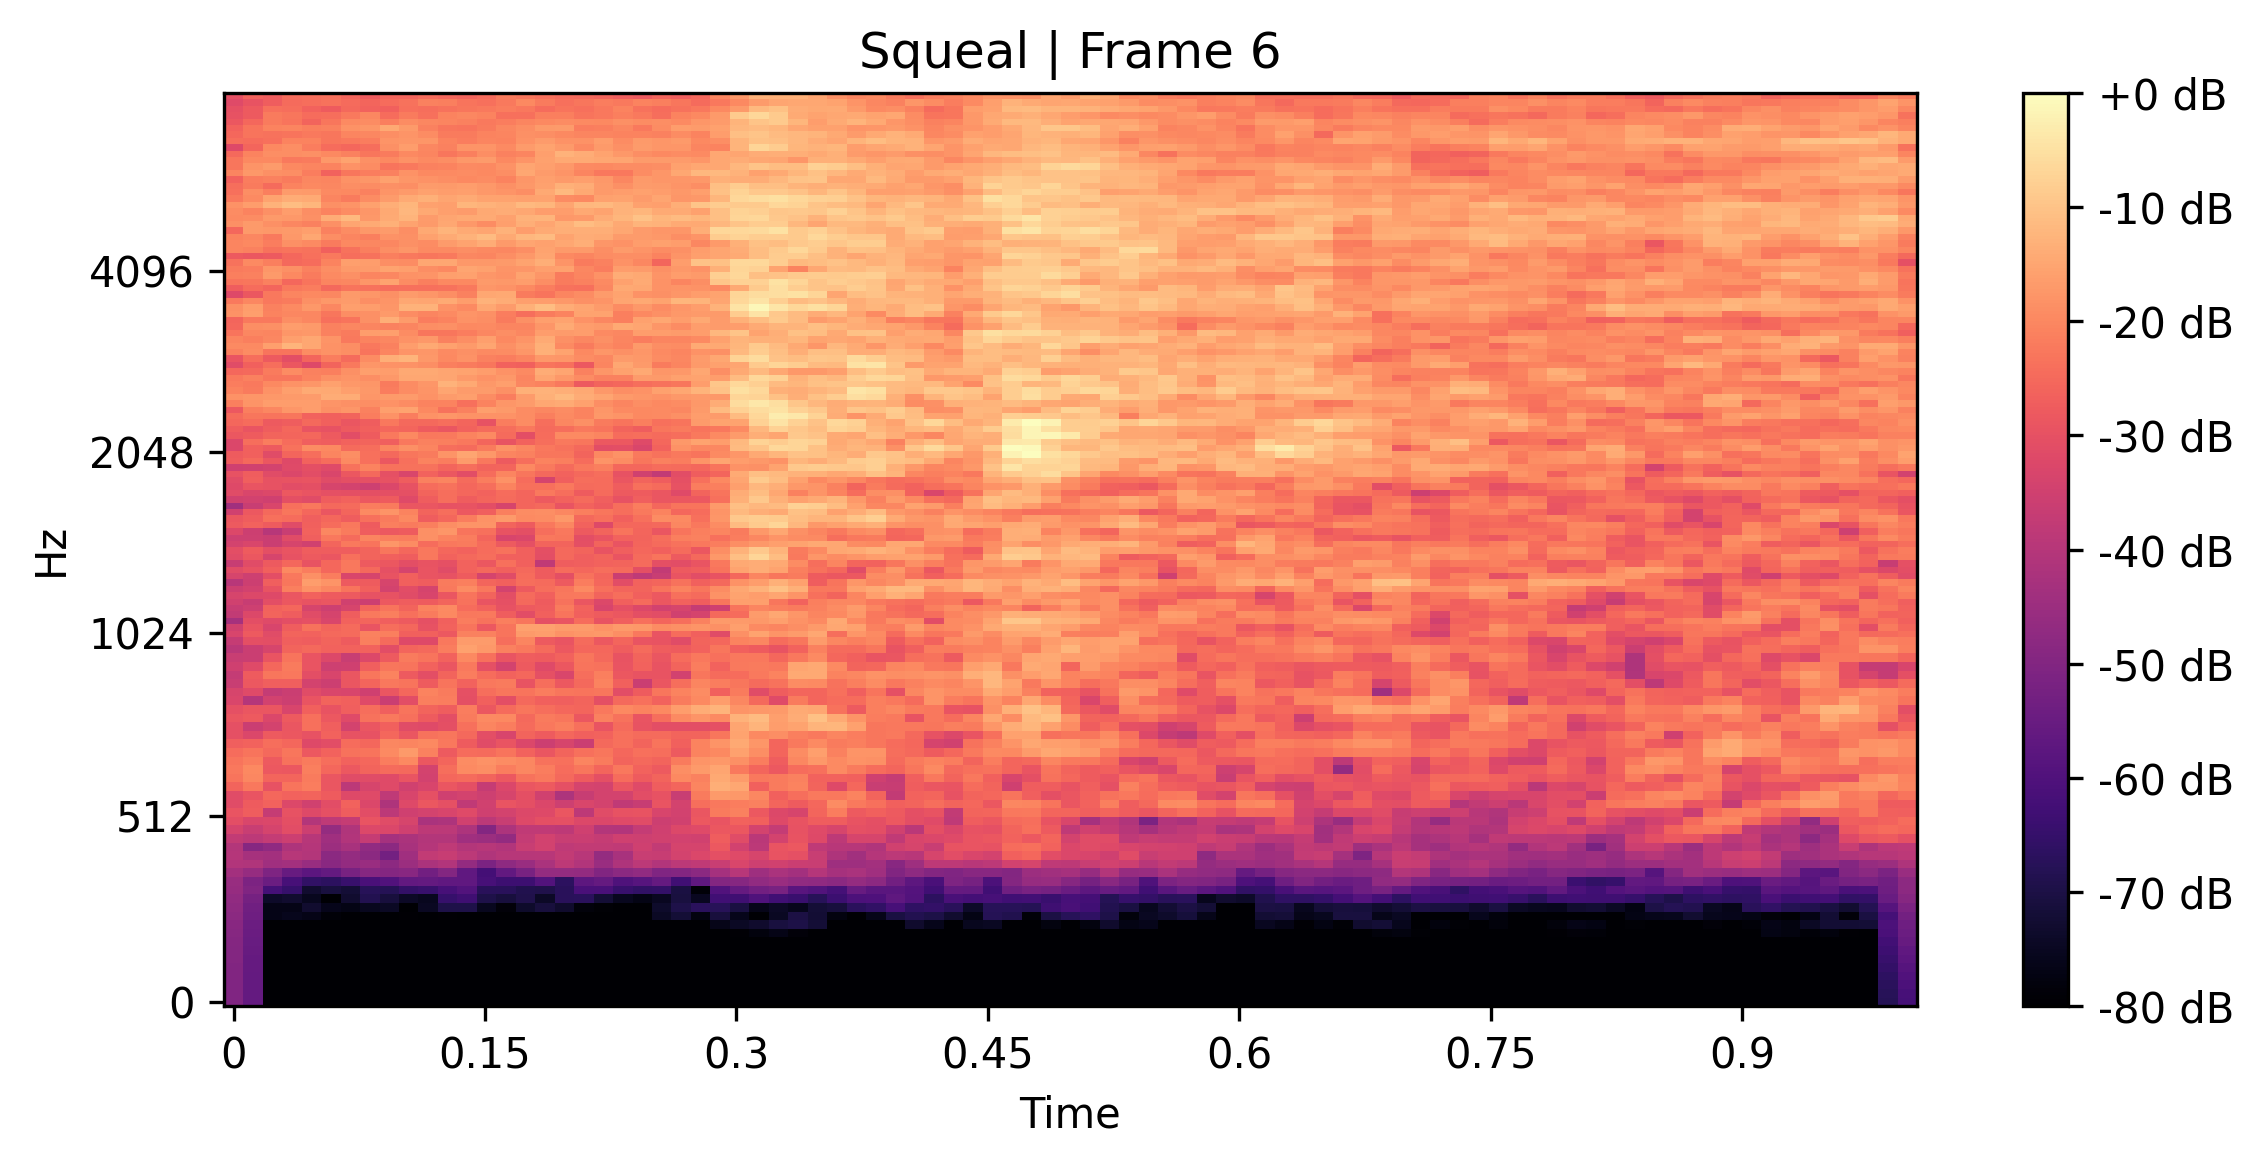 Squeal | Frame 6
+0 dB
-10 dB
4096
-20 dB
2048
-30 dB
Hz
-40 dB
1024
-50 dB
512
-60 dB
-70 dB
0
-80 dB
0 0.15 0.3 0.45 0.6 0.75 0.9
Time